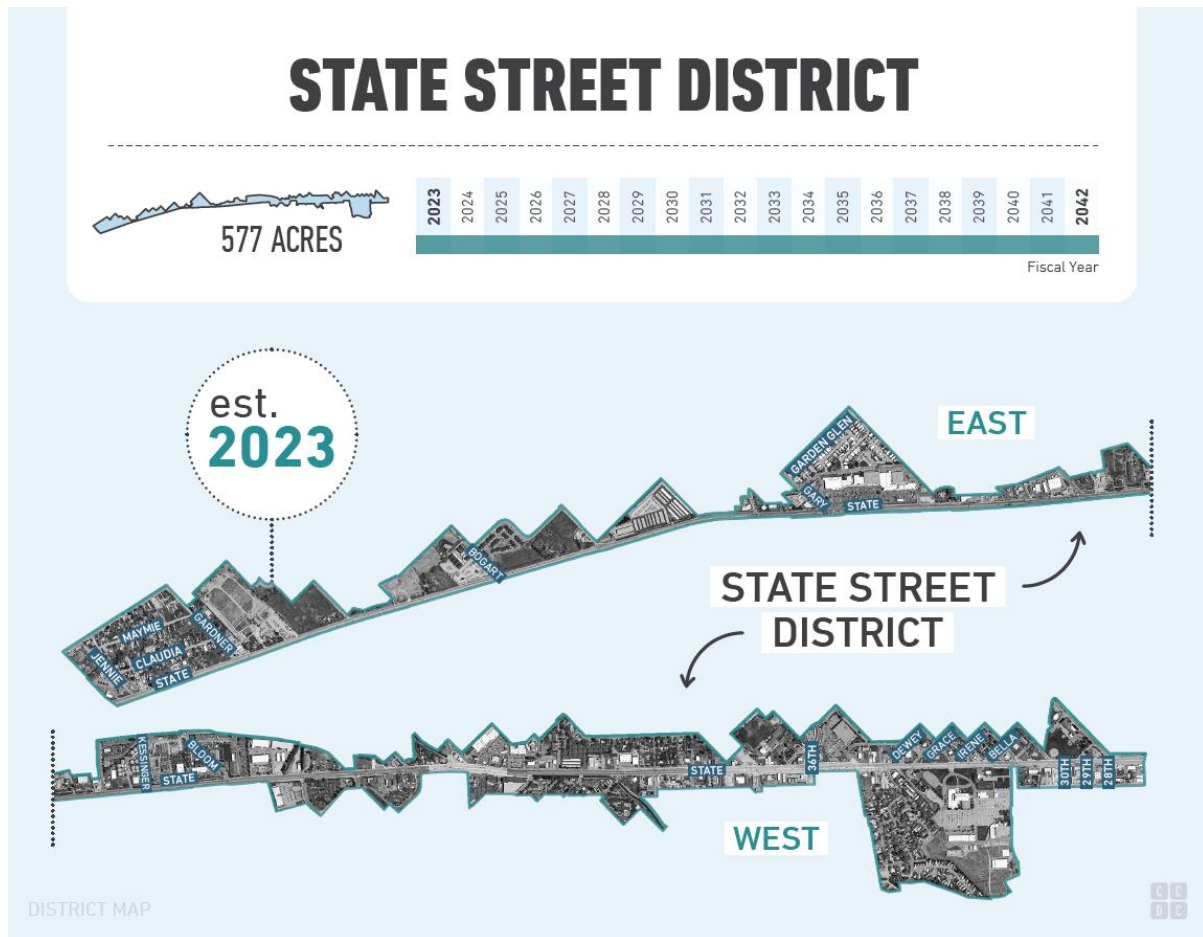 STATE STREET DISTRICT
577 ACRES
2023 2024 2025 2026 2027 2028 2029 2030 2031 2032 2033 2034 2035 2036 2037 2038 2039 2040 2041 2042
Fiscal Year
est.
2023
EAST
GARDEN GLEN
GARY
STATE
BOGART
STATE STREET
DISTRICT
MAYMIE
GARDNER
JENNIE
CLAUDIA
STATE
KESSINGER
BLOOM
STATE
STATE
36TH
DEWEY
GRACE
IRENE
BELLA
30TH
29TH
28TH
WEST
DISTRICT MAP
C C
D C